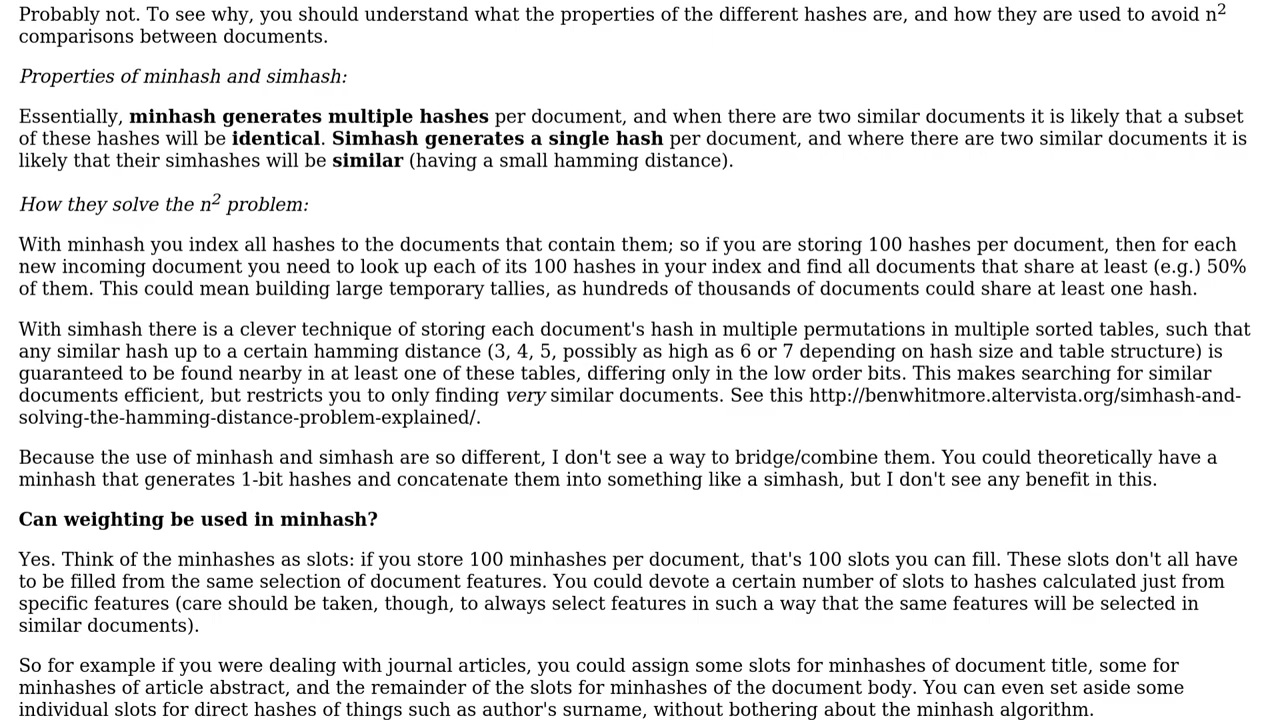 Probably not. To see why, you should understand what the properties of the different hashes are, and how they are used to avoid n²
comparisons between documents.
Properties of minhash and simhash:
Essentially, minhash generates multiple hashes per document, and when there are two similar documents it is likely that a subset
of these hashes will be identical. Simhash generates a single hash per document, and where there are two similar documents it is
likely that their simhashes will be similar (having a small hamming distance).
How they solve the n² problem:
With minhash you index all hashes to the documents that contain them; so if you are storing 100 hashes per document, then for each
new incoming document you need to look up each of its 100 hashes in your index and find all documents that share at least (e.g.) 50%
of them. This could mean building large temporary tallies, as hundreds of thousands of documents could share at least one hash.
With simhash there is a clever technique of storing each document's hash in multiple permutations in multiple sorted tables, such that
any similar hash up to a certain hamming distance (3, 4, 5, possibly as high as 6 or 7 depending on hash size and table structure) is
guaranteed to be found nearby in at least one of these tables, differing only in the low order bits. This makes searching for similar
documents efficient, but restricts you to only finding very similar documents. See this http://benwhitmore.altervista.org/simhash-and-
solving-the-hamming-distance-problem-explained/.
Because the use of minhash and simhash are so different, I don't see a way to bridge/combine them. You could theoretically have a
minhash that generates 1-bit hashes and concatenate them into something like a simhash, but I don't see any benefit in this.
Can weighting be used in minhash?
Yes. Think of the minhashes as slots: if you store 100 minhashes per document, that's 100 slots you can fill. These slots don't all have
to be filled from the same selection of document features. You could devote a certain number of slots to hashes calculated just from
specific features (care should be taken, though, to always select features in such a way that the same features will be selected in
similar documents).
So for example if you were dealing with journal articles, you could assign some slots for minhashes of document title, some for
minhashes of article abstract, and the remainder of the slots for minhashes of the document body. You can even set aside some
individual slots for direct hashes of things such as author's surname, without bothering about the minhash algorithm.